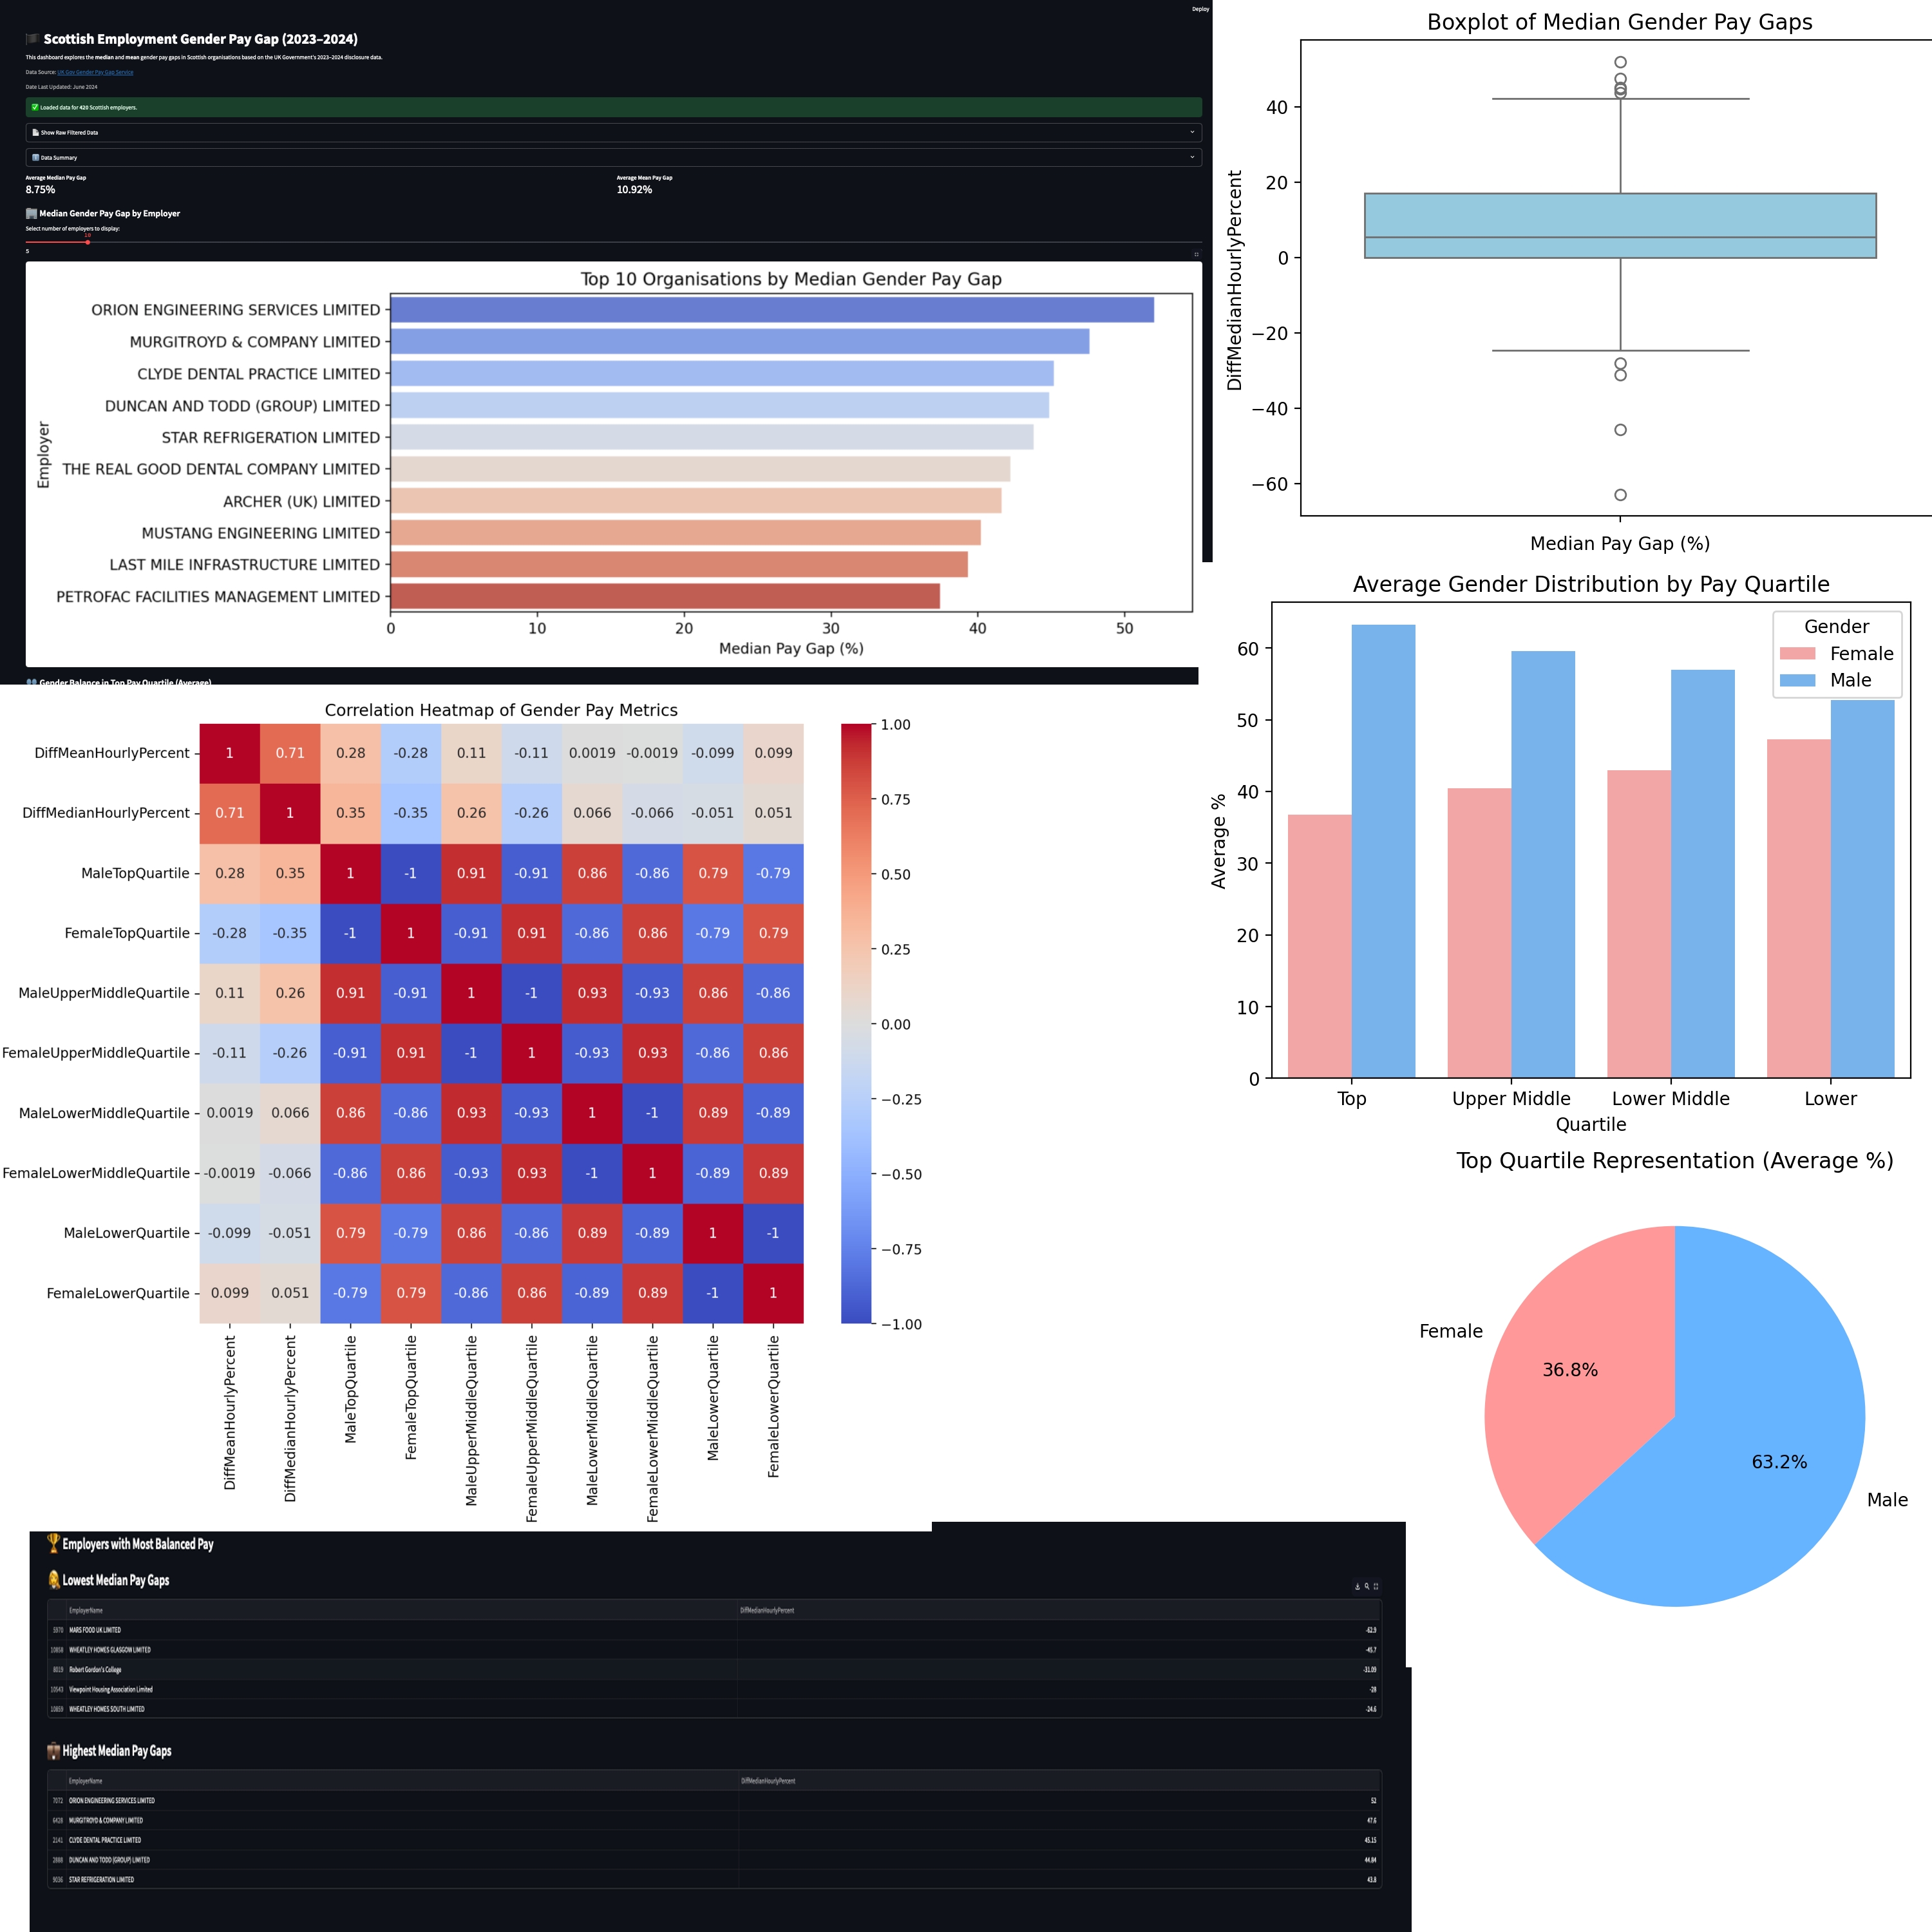 Deploy
Scottish Employment Gender Pay Gap (2023–2024)
This dashboard explores the median and mean gender pay gaps in Scottish organisations based on the UK Government's 2023–2024 disclosure data.
Data Source: UK Gov Gender Pay Gap Service
Date Last Updated: June 2024
Loaded data for 420 Scottish employers.
Show Raw Filtered Data
Data Summary
Average Median Pay Gap
8.75%
Average Mean Pay Gap
10.92%
Median Gender Pay Gap by Employer
Select number of employers to display:
10
5
Top 10 Organisations by Median Gender Pay Gap
Employer
ORION ENGINEERING SERVICES LIMITED
MURGITROYD & COMPANY LIMITED
CLYDE DENTAL PRACTICE LIMITED
DUNCAN AND TODD (GROUP) LIMITED
STAR REFRIGERATION LIMITED
THE REAL GOOD DENTAL COMPANY LIMITED
ARCHER (UK) LIMITED
MUSTANG ENGINEERING LIMITED
LAST MILE INFRASTRUCTURE LIMITED
PETROFAC FACILITIES MANAGEMENT LIMITED
0 10 20 30 40 50
Median Pay Gap (%)
Gender Balance in Top Pay Quartile (Average)
Boxplot of Median Gender Pay Gaps
DiffMedianHourlyPercent
40
20
0
−20
−40
−60
Median Pay Gap (%)
Average Gender Distribution by Pay Quartile
Gender
Female
Male
Average %
60
50
40
30
20
10
0
Top Upper Middle Lower Middle Lower
Quartile
Correlation Heatmap of Gender Pay Metrics
DiffMeanHourlyPercent 1 0.71 0.28 -0.28 0.11 -0.11 0.0019 -0.0019 -0.099 0.099
DiffMedianHourlyPercent 0.71 1 0.35 -0.35 0.26 -0.26 0.066 -0.066 -0.051 0.051
MaleTopQuartile 0.28 0.35 1 -1 0.91 -0.91 0.86 -0.86 0.79 -0.79
FemaleTopQuartile -0.28 -0.35 -1 1 -0.91 0.91 -0.86 0.86 -0.79 0.79
MaleUpperMiddleQuartile 0.11 0.26 0.91 -0.91 1 -1 0.93 -0.93 0.86 -0.86
FemaleUpperMiddleQuartile -0.11 -0.26 -0.91 0.91 -1 1 -0.93 0.93 -0.86 0.86
MaleLowerMiddleQuartile 0.0019 0.066 0.86 -0.86 0.93 -0.93 1 -1 0.89 -0.89
FemaleLowerMiddleQuartile -0.0019 -0.066 -0.86 0.86 -0.93 0.93 -1 1 -0.89 0.89
MaleLowerQuartile -0.099 -0.051 0.79 -0.79 0.86 -0.86 0.89 -0.89 1 -1
FemaleLowerQuartile 0.099 0.051 -0.79 0.79 -0.86 0.86 -0.89 0.89 -1 1
DiffMeanHourlyPercent
DiffMedianHourlyPercent
MaleTopQuartile
FemaleTopQuartile
MaleUpperMiddleQuartile
FemaleUpperMiddleQuartile
MaleLowerMiddleQuartile
FemaleLowerMiddleQuartile
MaleLowerQuartile
FemaleLowerQuartile
1.00
0.75
0.50
0.25
0.00
−0.25
−0.50
−0.75
−1.00
Top Quartile Representation (Average %)
Female
36.8%
63.2%
Male
Employers with Most Balanced Pay
Lowest Median Pay Gaps
EmployerName DiffMedianHourlyPercent
5970 MARS FOOD UK LIMITED -62.9
10858 WHEATLEY HOMES GLASGOW LIMITED -45.7
8019 Robert Gordon's College -31.09
10543 Viewpoint Housing Association Limited -28
10859 WHEATLEY HOMES SOUTH LIMITED -24.6
Highest Median Pay Gaps
EmployerName DiffMedianHourlyPercent
7072 ORION ENGINEERING SERVICES LIMITED 52
6428 MURGITROYD & COMPANY LIMITED 47.6
2141 CLYDE DENTAL PRACTICE LIMITED 45.15
2888 DUNCAN AND TODD (GROUP) LIMITED 44.84
9036 STAR REFRIGERATION LIMITED 43.8